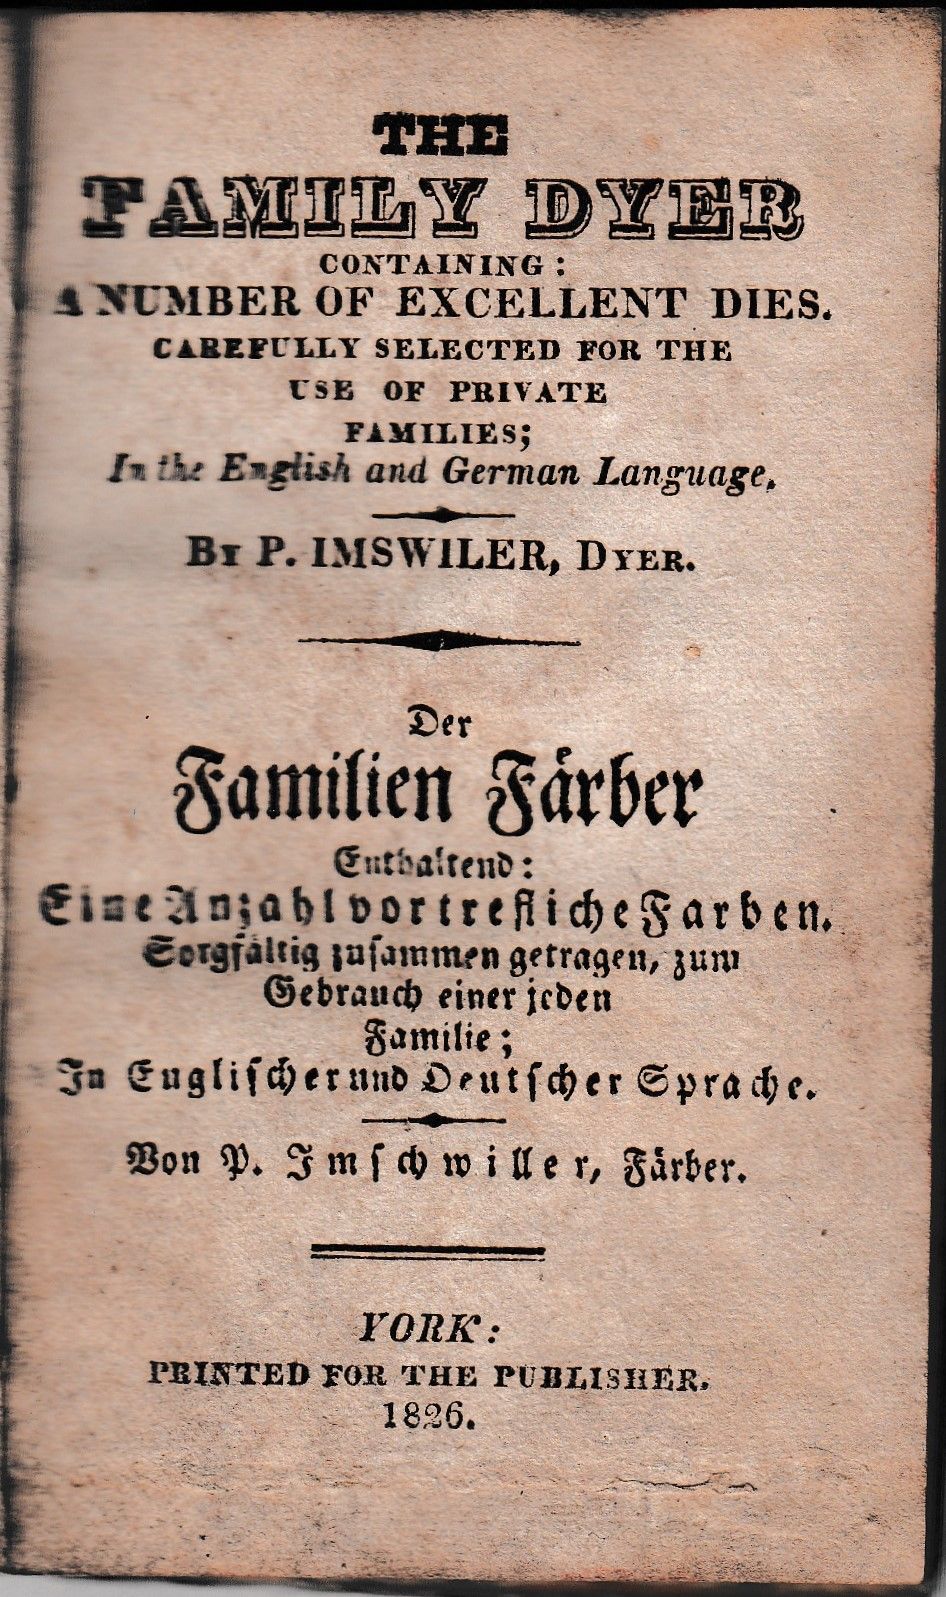 THE
FAMILY DYER
CONTAINING:
A NUMBER OF EXCELLENT DIES.
CAREFULLY SELECTED FOR THE
USE OF PRIVATE
FAMILIES;
In the English and German Language.
BY P. IMSWILER, DYER.
Der
Familien Färber
Enthaltend:
Eine Anzahl vortrefliche Farben.
Sorgfältig zusammen getragen, zum
Gebrauch einer jeden
Familie;
In Englischer und Deutscher Sprache.
Von P. Imschwiller, Färber.
YORK:
PRINTED FOR THE PUBLISHER.
1826.